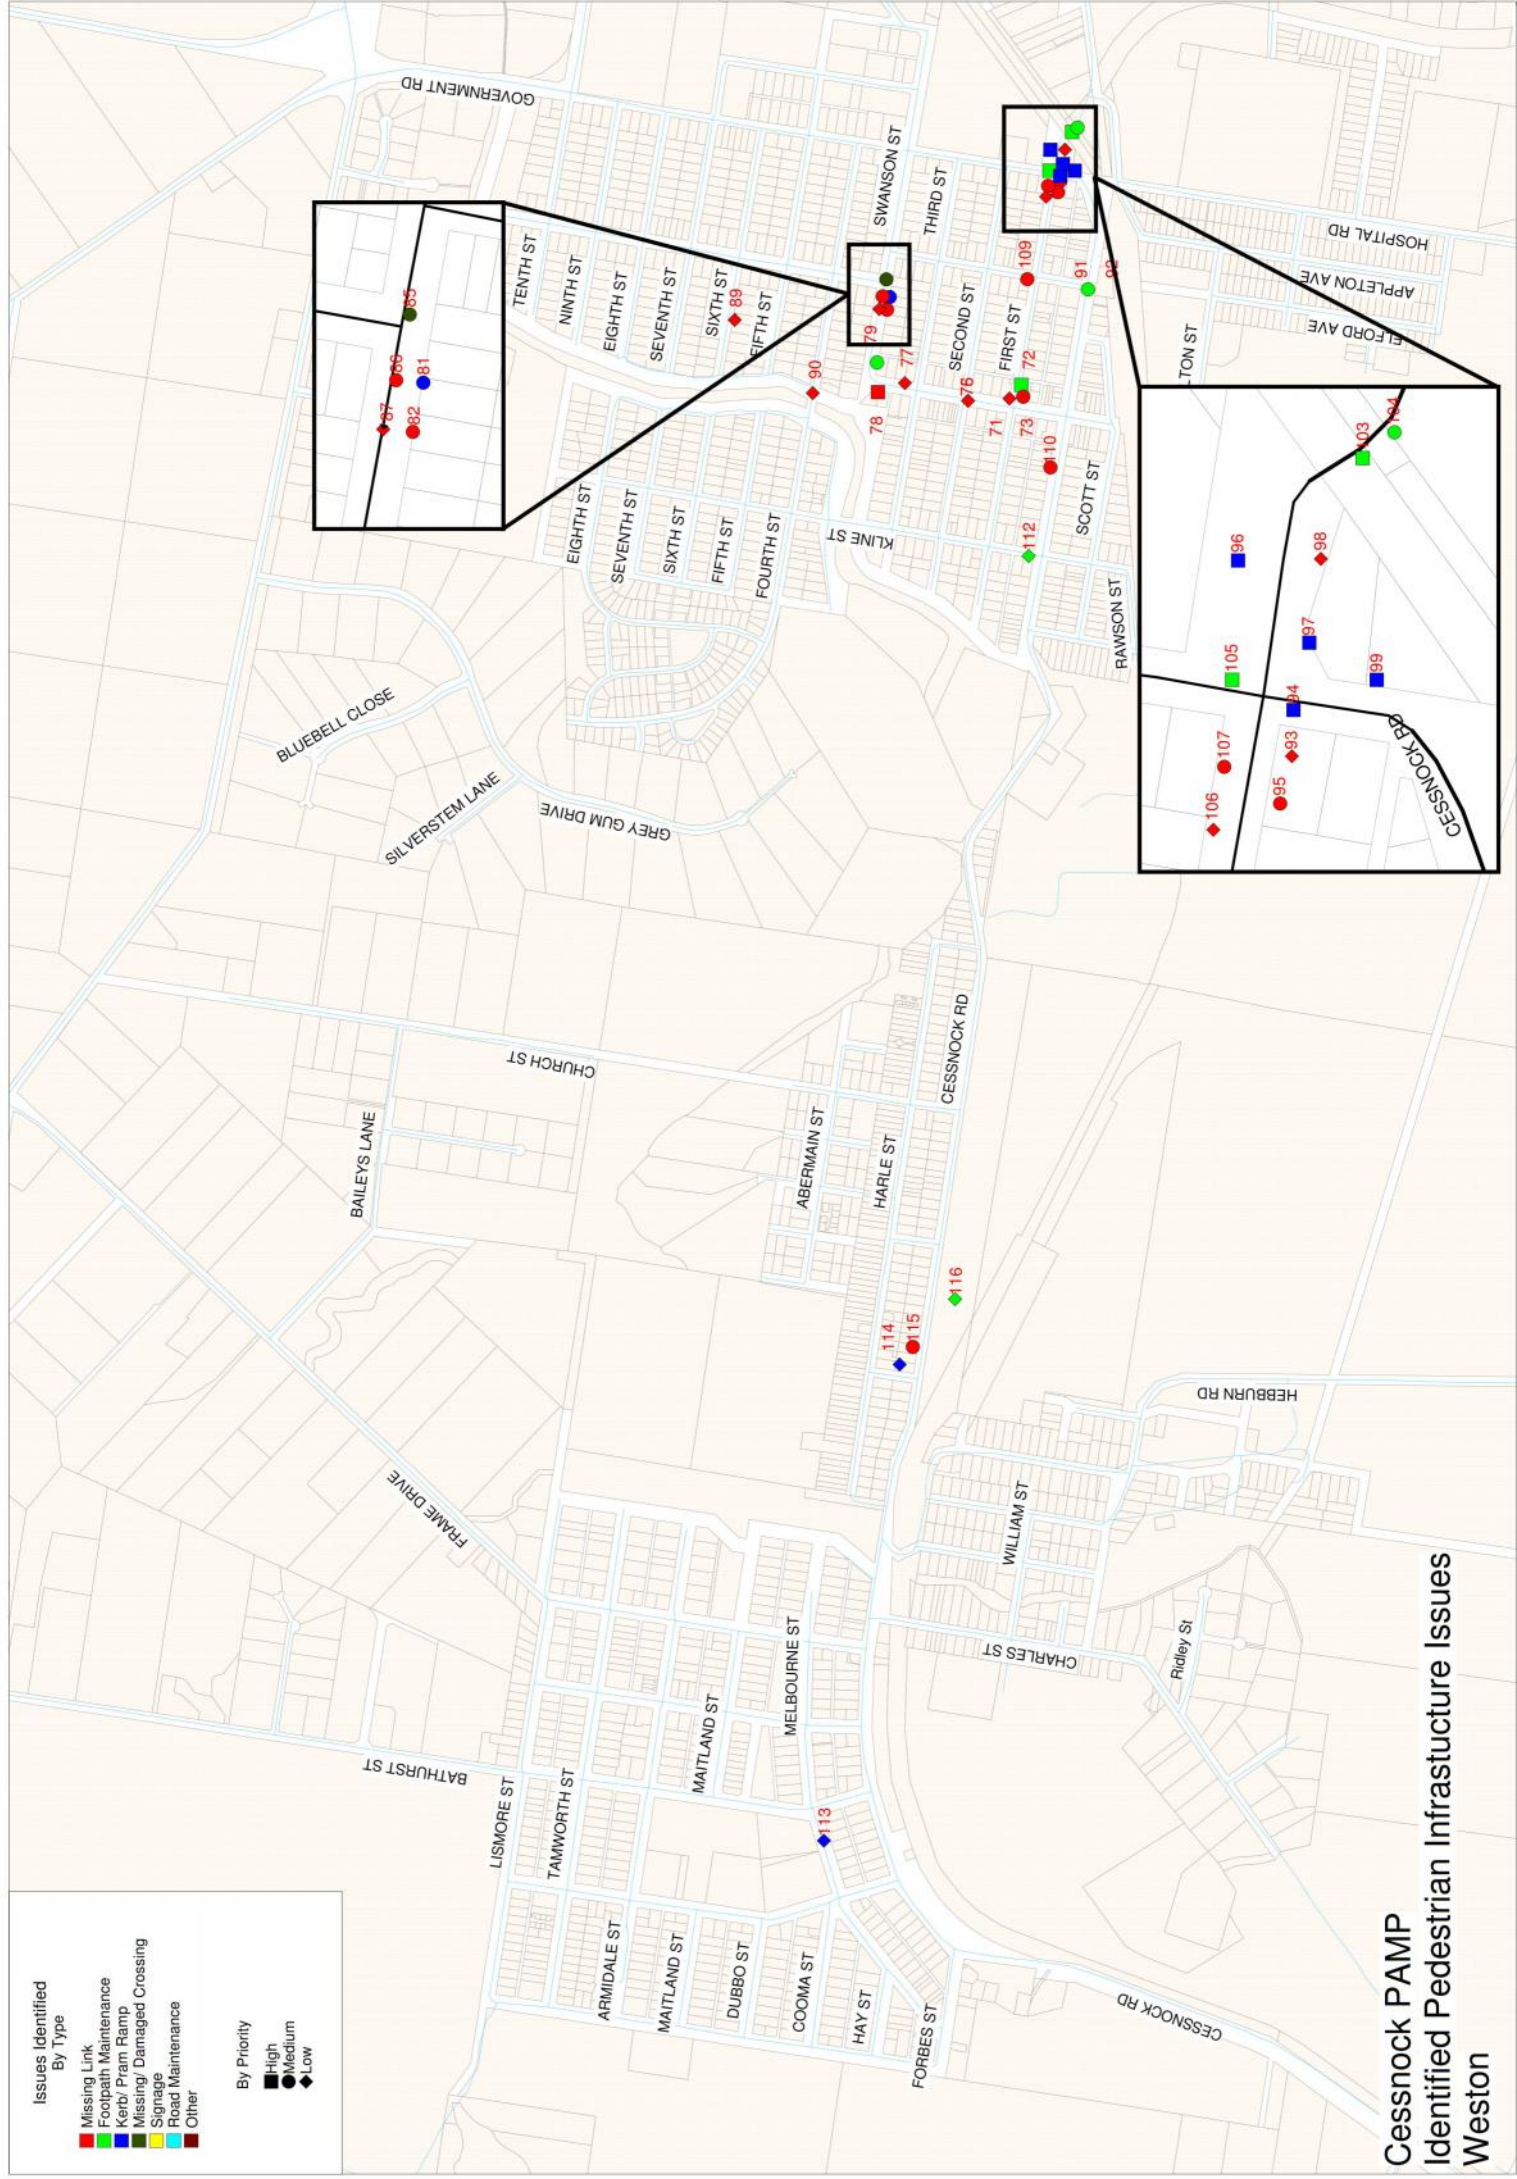 Issues Identified
By Type
Missing Link
Footpath Maintenance
Kerb/ Pram Ramp
Missing/ Damaged Crossing
Signage
Road Maintenance
Other
By Priority
High
Medium
Low
Cessnock PAMP
Identified Pedestrian Infrastucture Issues
Weston
GOVERNMENT RD
SWANSON ST
THIRD ST
TENTH ST
NINTH ST
EIGHTH ST
SEVENTH ST
SIXTH ST
FIFTH ST
SECOND ST
FIRST ST
HOSPITAL RD
APPLETON AVE
ELFORD AVE
LTON ST
EIGHTH ST
SEVENTH ST
SIXTH ST
FIFTH ST
FOURTH ST
KLINE ST
SCOTT ST
RAWSON ST
BLUEBELL CLOSE
SILVERSTEM LANE
GREY GUM DRIVE
CHURCH ST
BAILEYS LANE
ABERMAIN ST
HARLE ST
CESSNOCK RD
HEBBURN RD
WILLIAM ST
FRAME DRIVE
CHARLES ST
Ridley St
MELBOURNE ST
MAITLAND ST
BATHURST ST
LISMORE ST
TAMWORTH ST
ARMIDALE ST
MAITLAND ST
DUBBO ST
COOMA ST
HAY ST
FORBES ST
CESSNOCK RD
CESSNOCK RD
85
86
81
87
82
89
90
79
77
78
76
71
72
73
109
91
92
110
112
103
104
96
98
97
105
99
94
93
107
95
106
116
114
115
113